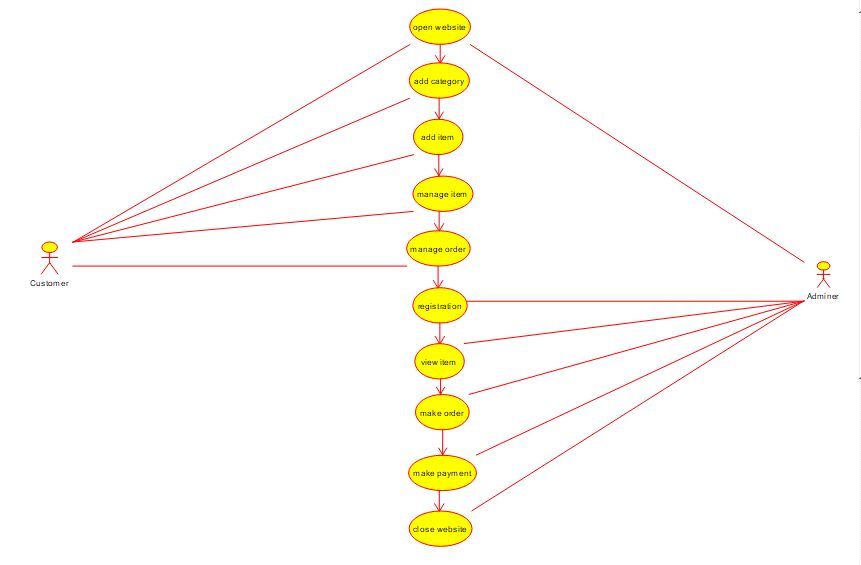 open website
add category
add item
manage item
manage order
Customer
Adminer
registration
view item
make order
make payment
close website